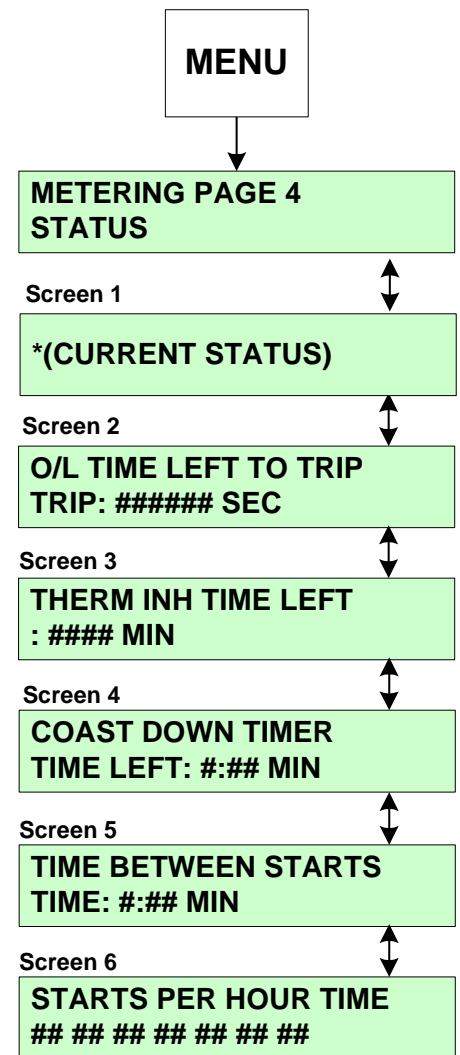 MENU
METERING PAGE 4
STATUS
Screen 1
*(CURRENT STATUS)
Screen 2
O/L TIME LEFT TO TRIP
TRIP: ###### SEC
Screen 3
THERM INH TIME LEFT
: #### MIN
Screen 4
COAST DOWN TIMER
TIME LEFT: #:## MIN
Screen 5
TIME BETWEEN STARTS
TIME: #:## MIN
Screen 6
STARTS PER HOUR TIME
## ## ## ## ## ## ##